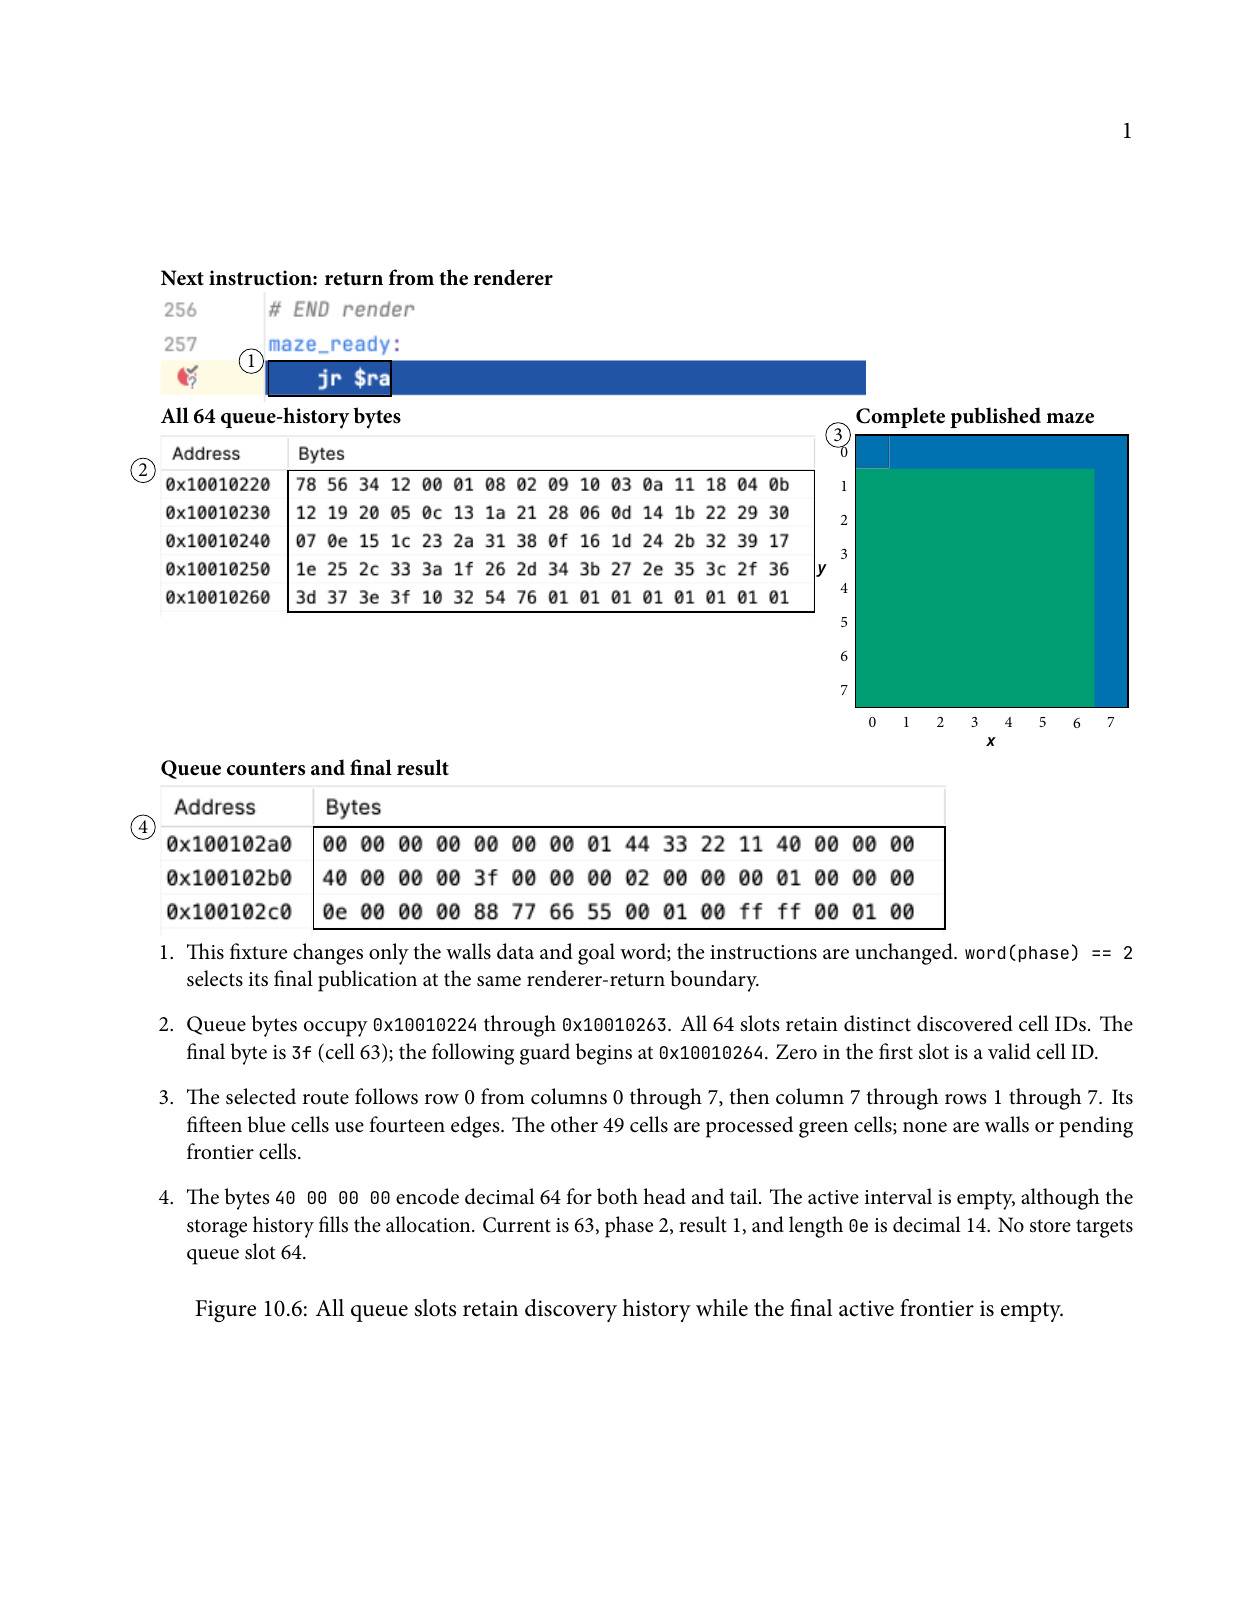 1
Next instruction: return from the renderer
256 # END render
257 maze_ready:
1 jr $ra
All 64 queue-history bytes
Address Bytes
2
0x10010220 78 56 34 12 00 01 08 02 09 10 03 0a 11 18 04 0b
0x10010230 12 19 20 05 0c 13 1a 21 28 06 0d 14 1b 22 29 30
0x10010240 07 0e 15 1c 23 2a 31 38 0f 16 1d 24 2b 32 39 17
0x10010250 1e 25 2c 33 3a 1f 26 2d 34 3b 27 2e 35 3c 2f 36
0x10010260 3d 37 3e 3f 10 32 54 76 01 01 01 01 01 01 01 01
Complete published maze
3
0
1
2
3
y
4
5
6
7
0 1 2 3 4 5 6 7
x
Queue counters and final result
Address Bytes
4
0x100102a0 00 00 00 00 00 00 00 01 44 33 22 11 40 00 00 00
0x100102b0 40 00 00 00 3f 00 00 00 02 00 00 00 01 00 00 00
0x100102c0 0e 00 00 00 88 77 66 55 00 01 00 ff ff 00 01 00
1. This fixture changes only the walls data and goal word; the instructions are unchanged. word(phase) == 2
selects its final publication at the same renderer-return boundary.
2. Queue bytes occupy 0x10010224 through 0x10010263. All 64 slots retain distinct discovered cell IDs. The
final byte is 3f (cell 63); the following guard begins at 0x10010264. Zero in the first slot is a valid cell ID.
3. The selected route follows row 0 from columns 0 through 7, then column 7 through rows 1 through 7. Its
fifteen blue cells use fourteen edges. The other 49 cells are processed green cells; none are walls or pending
frontier cells.
4. The bytes 40 00 00 00 encode decimal 64 for both head and tail. The active interval is empty, although the
storage history fills the allocation. Current is 63, phase 2, result 1, and length 0e is decimal 14. No store targets
queue slot 64.
Figure 10.6: All queue slots retain discovery history while the final active frontier is empty.